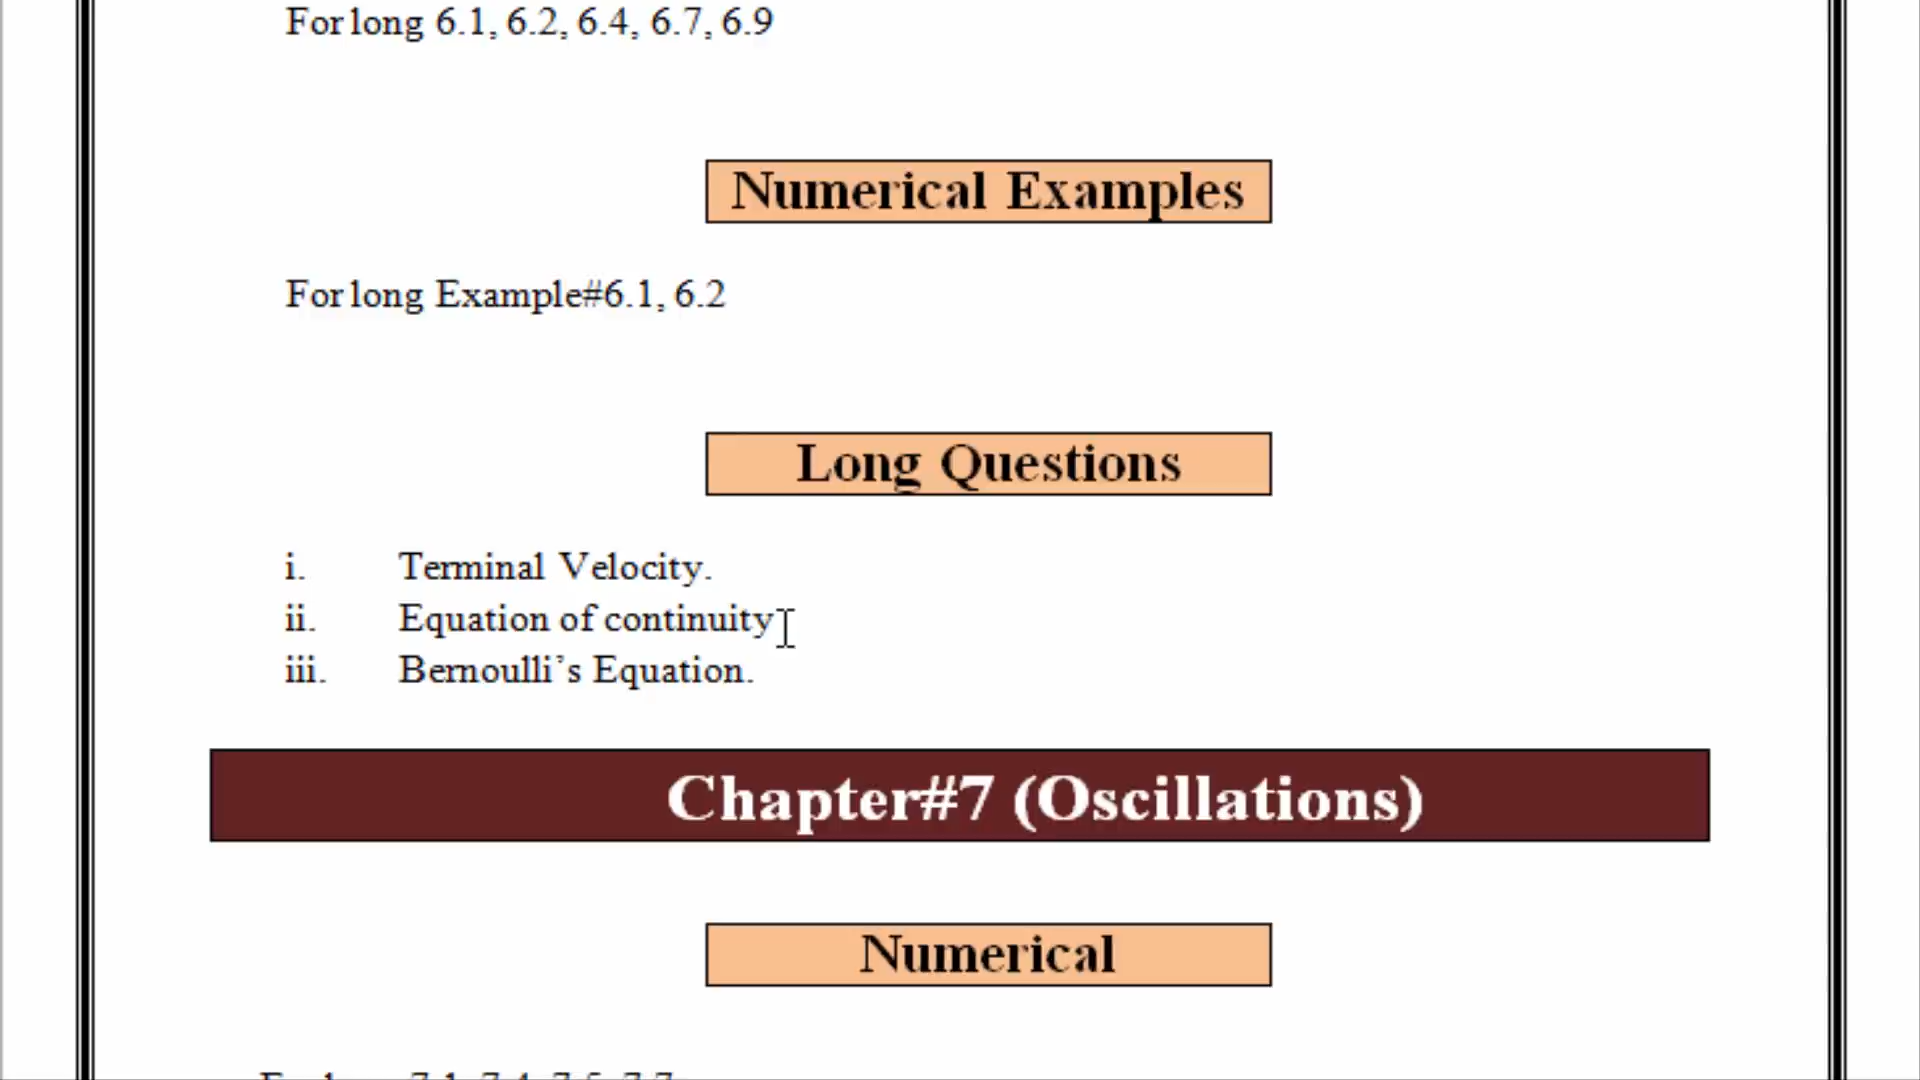 For long 6.1, 6.2, 6.4, 6.7, 6.9
Numerical Examples
For long Example#6.1, 6.2
Long Questions
i. Terminal Velocity.
ii. Equation of continuity
iii. Bernoulli’s Equation.
Chapter#7 (Oscillations)
Numerical